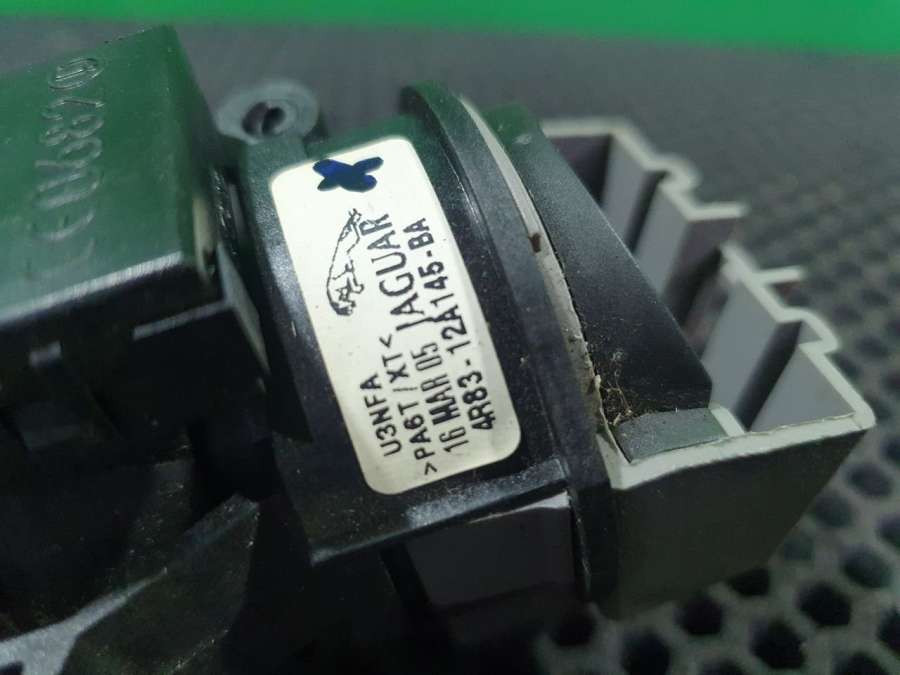 U3NFA
>PA6T/XT< JAGUAR
16 MAR 05
4R83-12A145-BA